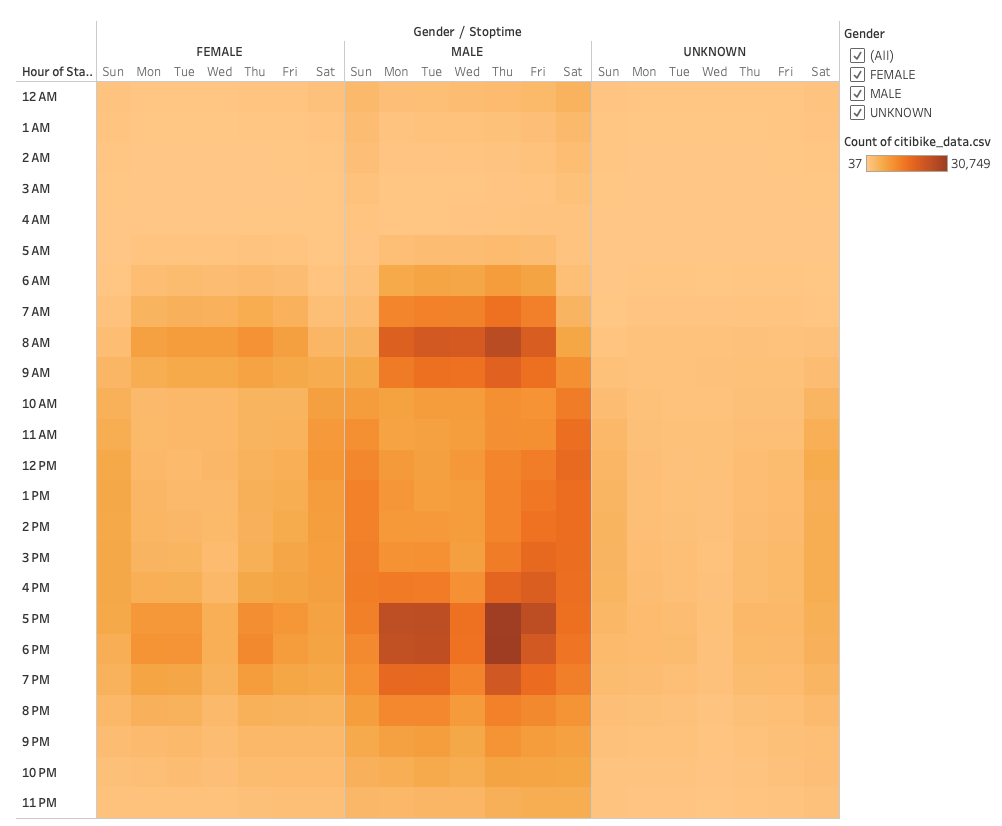 Gender / Stoptime
FEMALE MALE UNKNOWN
Hour of Sta.. Sun Mon Tue Wed Thu Fri Sat Sun Mon Tue Wed Thu Fri Sat Sun Mon Tue Wed Thu Fri Sat
12 AM
1 AM
2 AM
3 AM
4 AM
5 AM
6 AM
7 AM
8 AM
9 AM
10 AM
11 AM
12 PM
1 PM
2 PM
3 PM
4 PM
5 PM
6 PM
7 PM
8 PM
9 PM
10 PM
11 PM
Gender
(All)
FEMALE
MALE
UNKNOWN
Count of citibike_data.csv
37 30,749